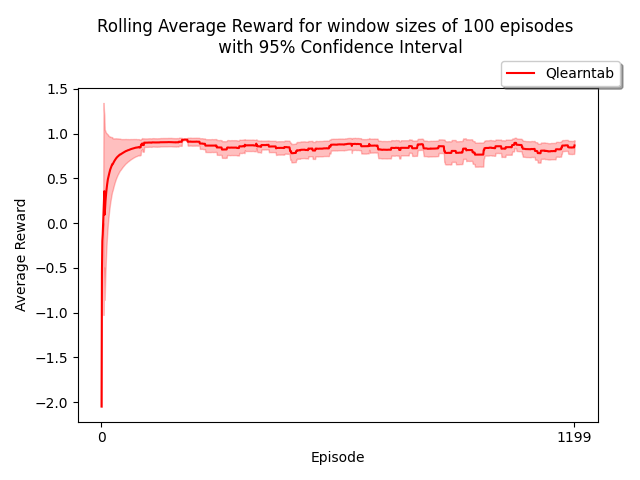 Rolling Average Reward for window sizes of 100 episodes
with 95% Confidence Interval
Qlearntab
1.5
1.0
0.5
0.0
−0.5
−1.0
−1.5
−2.0
Average Reward
0
1199
Episode